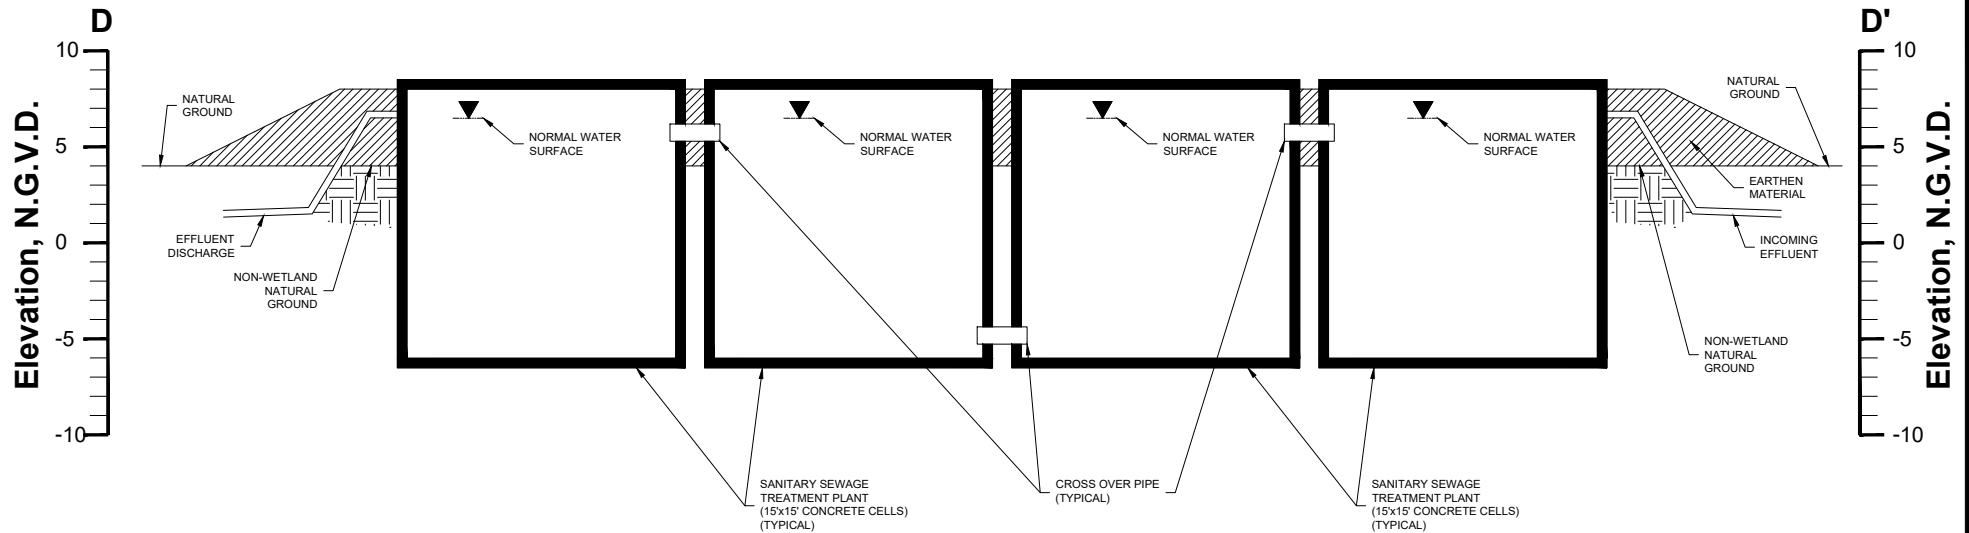 D
D'
10
5
0
-5
-10
Elevation, N.G.V.D.
NATURAL
GROUND
EFFLUENT
DISCHARGE
NON-WETLAND
NATURAL
GROUND
NORMAL WATER
SURFACE
NORMAL WATER
SURFACE
NORMAL WATER
SURFACE
NORMAL WATER
SURFACE
NATURAL
GROUND
EARTHEN
MATERIAL
INCOMING
EFFLUENT
NON-WETLAND
NATURAL
GROUND
10
5
0
-5
-10
Elevation, N.G.V.D.
SANITARY SEWAGE
TREATMENT PLANT
(15'x15' CONCRETE CELLS)
(TYPICAL)
CROSS OVER PIPE
(TYPICAL)
SANITARY SEWAGE
TREATMENT PLANT
(15'x15' CONCRETE CELLS)
(TYPICAL)